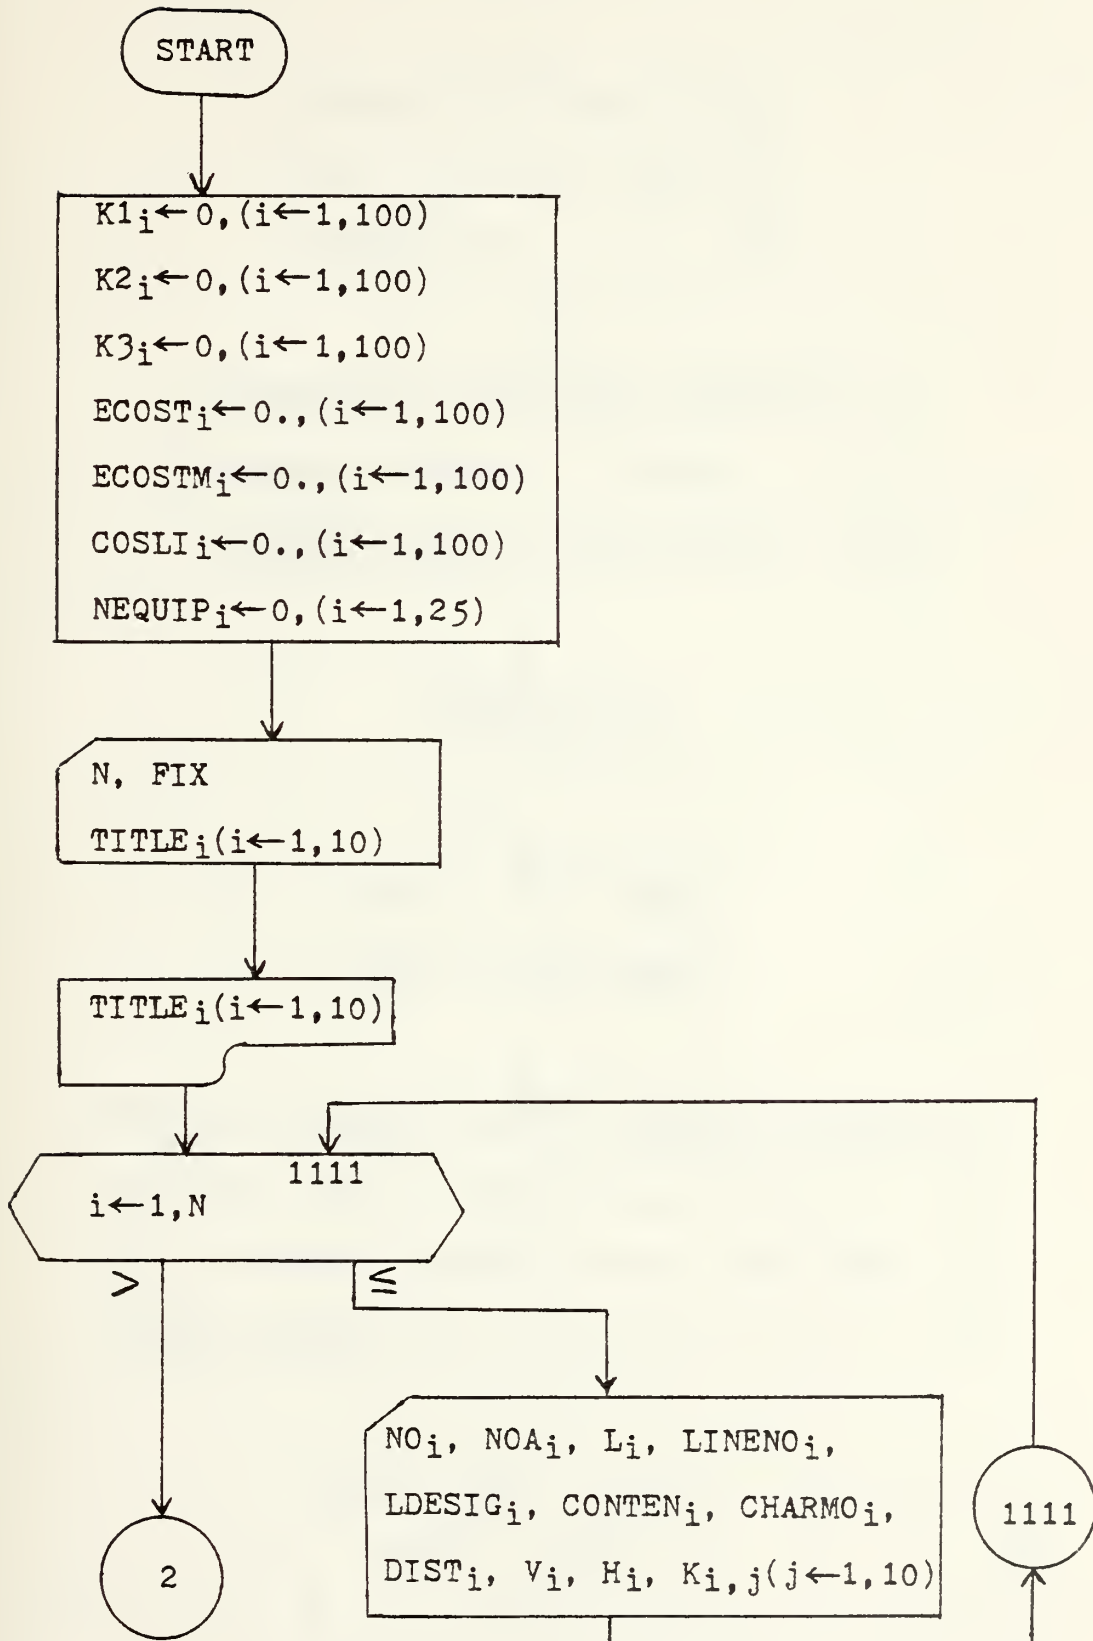 START
K1i←0,(i←1,100)
K2i←0,(i←1,100)
K3i←0,(i←1,100)
ECOSTi←0.,(i←1,100)
ECOSTMi←0.,(i←1,100)
COSLIi←0.,(i←1,100)
NEQUIPi←0,(i←1,25)
N, FIX
TITLEi(i←1,10)
TITLEi(i←1,10)
1111
i←1,N
> ≤
NOi, NOAi, Li, LINENOi,
LDESIGi, CONTENi, CHARMOi,
DISTi, Vi, Hi, Ki,j(j←1,10)
1111
2